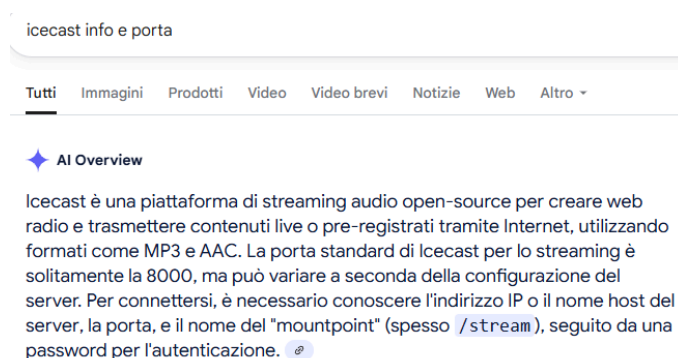 icecast info e porta
Tutti Immagini Prodotti Video Video brevi Notizie Web Altro
AI Overview
Icecast è una piattaforma di streaming audio open-source per creare web
radio e trasmettere contenuti live o pre-registrati tramite Internet, utilizzando
formati come MP3 e AAC. La porta standard di Icecast per lo streaming è
solitamente la 8000, ma può variare a seconda della configurazione del
server. Per connettersi, è necessario conoscere l'indirizzo IP o il nome host del
server, la porta, e il nome del "mountpoint" (spesso /stream), seguito da una
password per l'autenticazione.